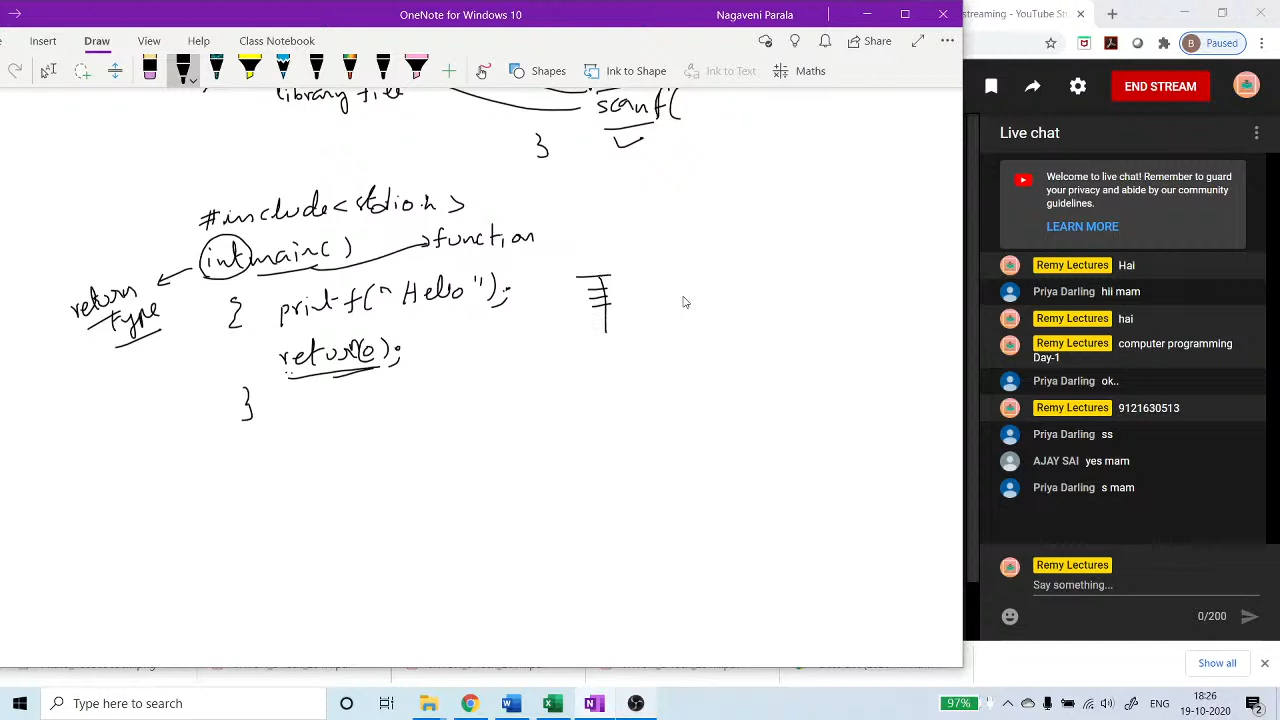 OneNote for Windows 10
Nagaveni Parala
streaming - YouTube St
Insert Draw View Help Class Notebook
Share
B Paused
Shapes Ink to Shape Ink to Text Maths
END STREAM
library file
scanf(
}
Live chat
Welcome to live chat! Remember to guard
your privacy and abide by our community
guidelines.
LEARN MORE
#include<stdio.h>
int main( ) function
return
type
{ printf("Hello");
return(0);
}
Remy Lectures Hai
Priya Darling hii mam
Remy Lectures hai
Remy Lectures computer programming
Day-1
Priya Darling ok..
Remy Lectures 9121630513
Priya Darling ss
AJAY SAI yes mam
Priya Darling s mam
Remy Lectures
Say something...
0/200
Show all
Type here to search
97%
18:26
19-10-2020
2